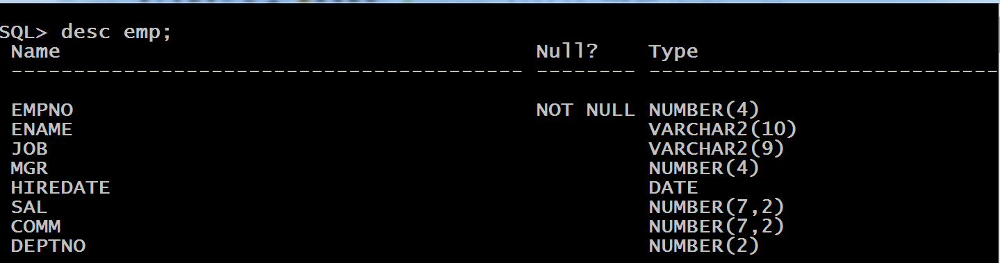 SQL> desc emp;
Name Null? Type
----------------------------------------- -------- ----------------------------
EMPNO NOT NULL NUMBER(4)
ENAME VARCHAR2(10)
JOB VARCHAR2(9)
MGR NUMBER(4)
HIREDATE DATE
SAL NUMBER(7,2)
COMM NUMBER(7,2)
DEPTNO NUMBER(2)